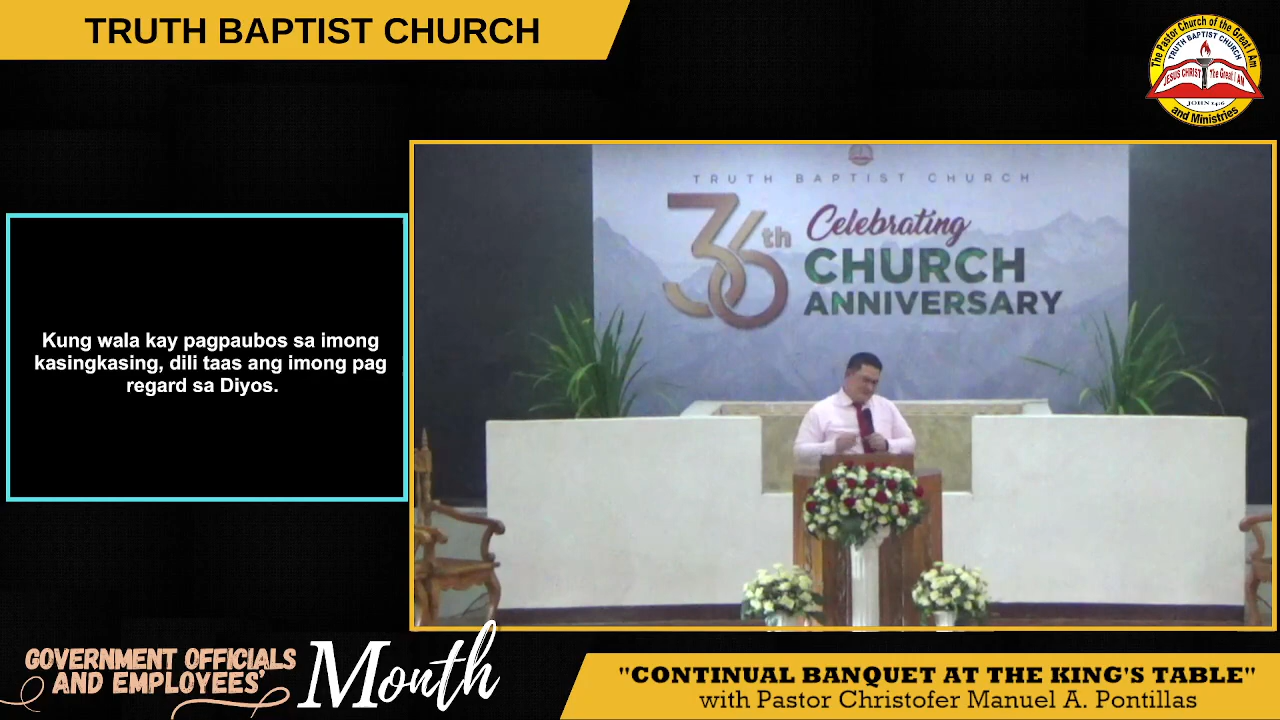 TRUTH BAPTIST CHURCH
The Pastor Church of the Great I Am
TRUTH BAPTIST CHURCH
JESUS CHRIST The Great I AM
JOHN 14:6
and Ministries
TRUTH BAPTIST CHURCH
36th
Celebrating
CHURCH
ANNIVERSARY
Kung wala kay pagpaubos sa imong
kasingkasing, dili taas ang imong pag
regard sa Diyos.
GOVERNMENT OFFICIALS
AND EMPLOYEES'
Month
"CONTINUAL BANQUET AT THE KING'S TABLE"
with Pastor Christofer Manuel A. Pontillas